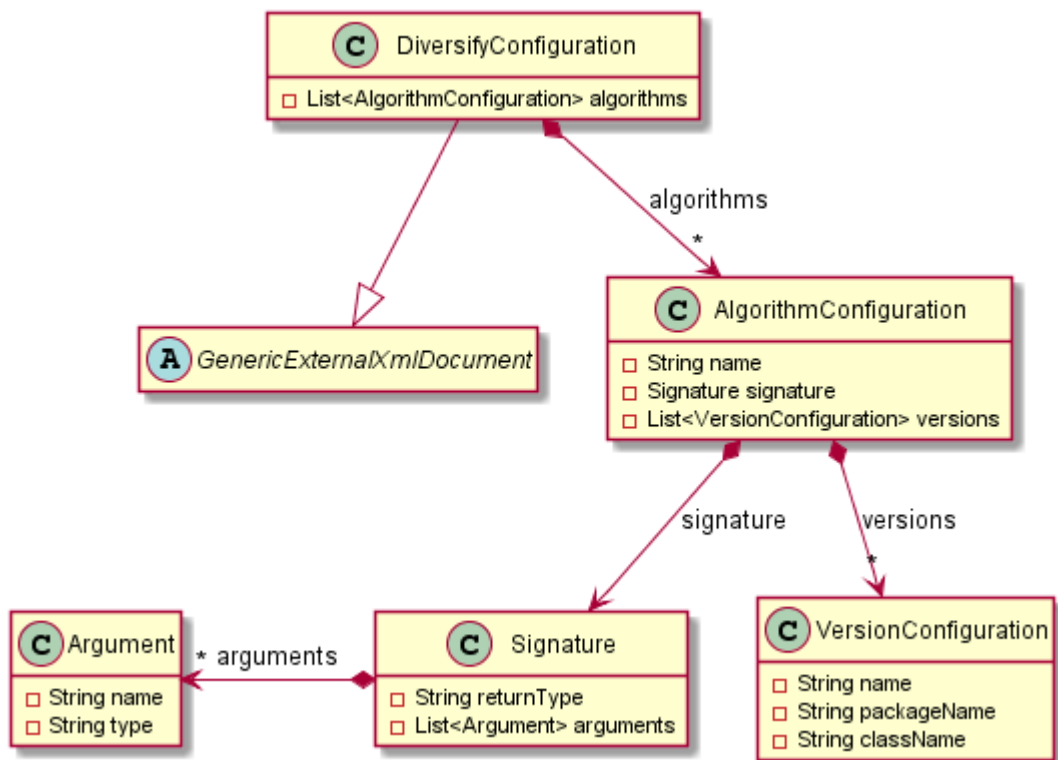 C DiversifyConfiguration
List<AlgorithmConfiguration> algorithms
algorithms
*
C AlgorithmConfiguration
String name
Signature signature
List<VersionConfiguration> versions
A GenericExternalXmlDocument
signature
versions
*
C Argument
String name
String type
* arguments
C Signature
String returnType
List<Argument> arguments
C VersionConfiguration
String name
String packageName
String className